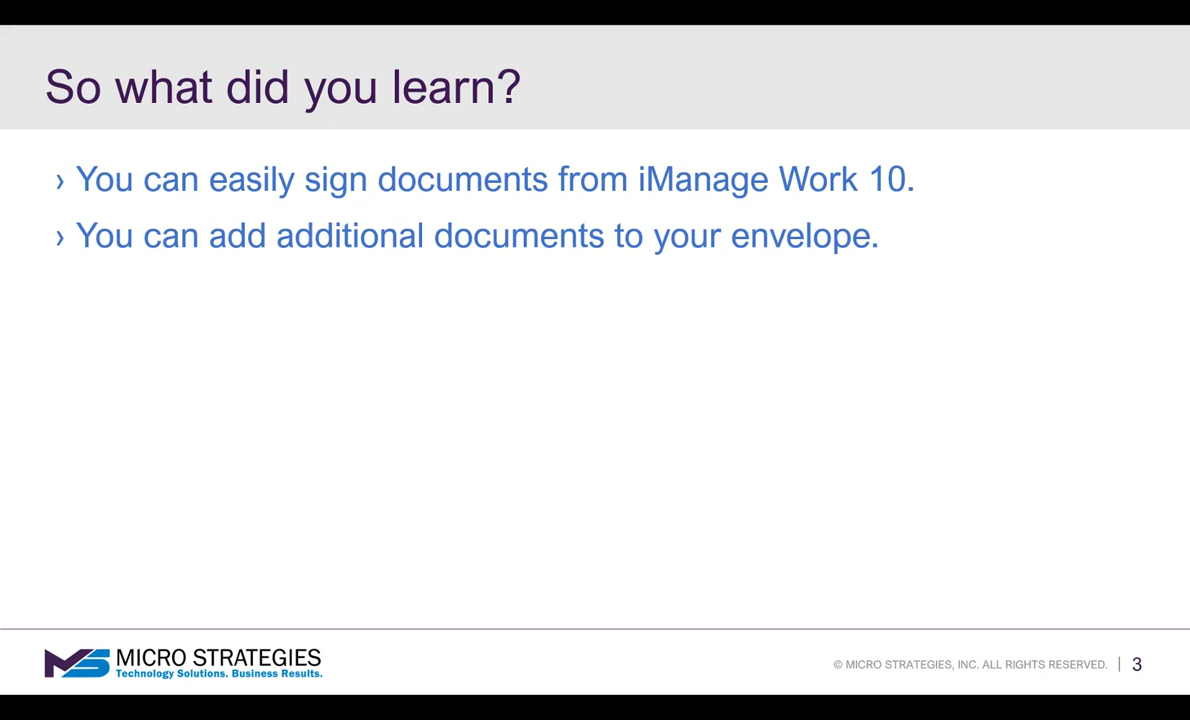 So what did you learn?
› You can easily sign documents from iManage Work 10.
› You can add additional documents to your envelope.
MS MICRO STRATEGIES
Technology Solutions. Business Results.
© MICRO STRATEGIES, INC. ALL RIGHTS RESERVED. | 3